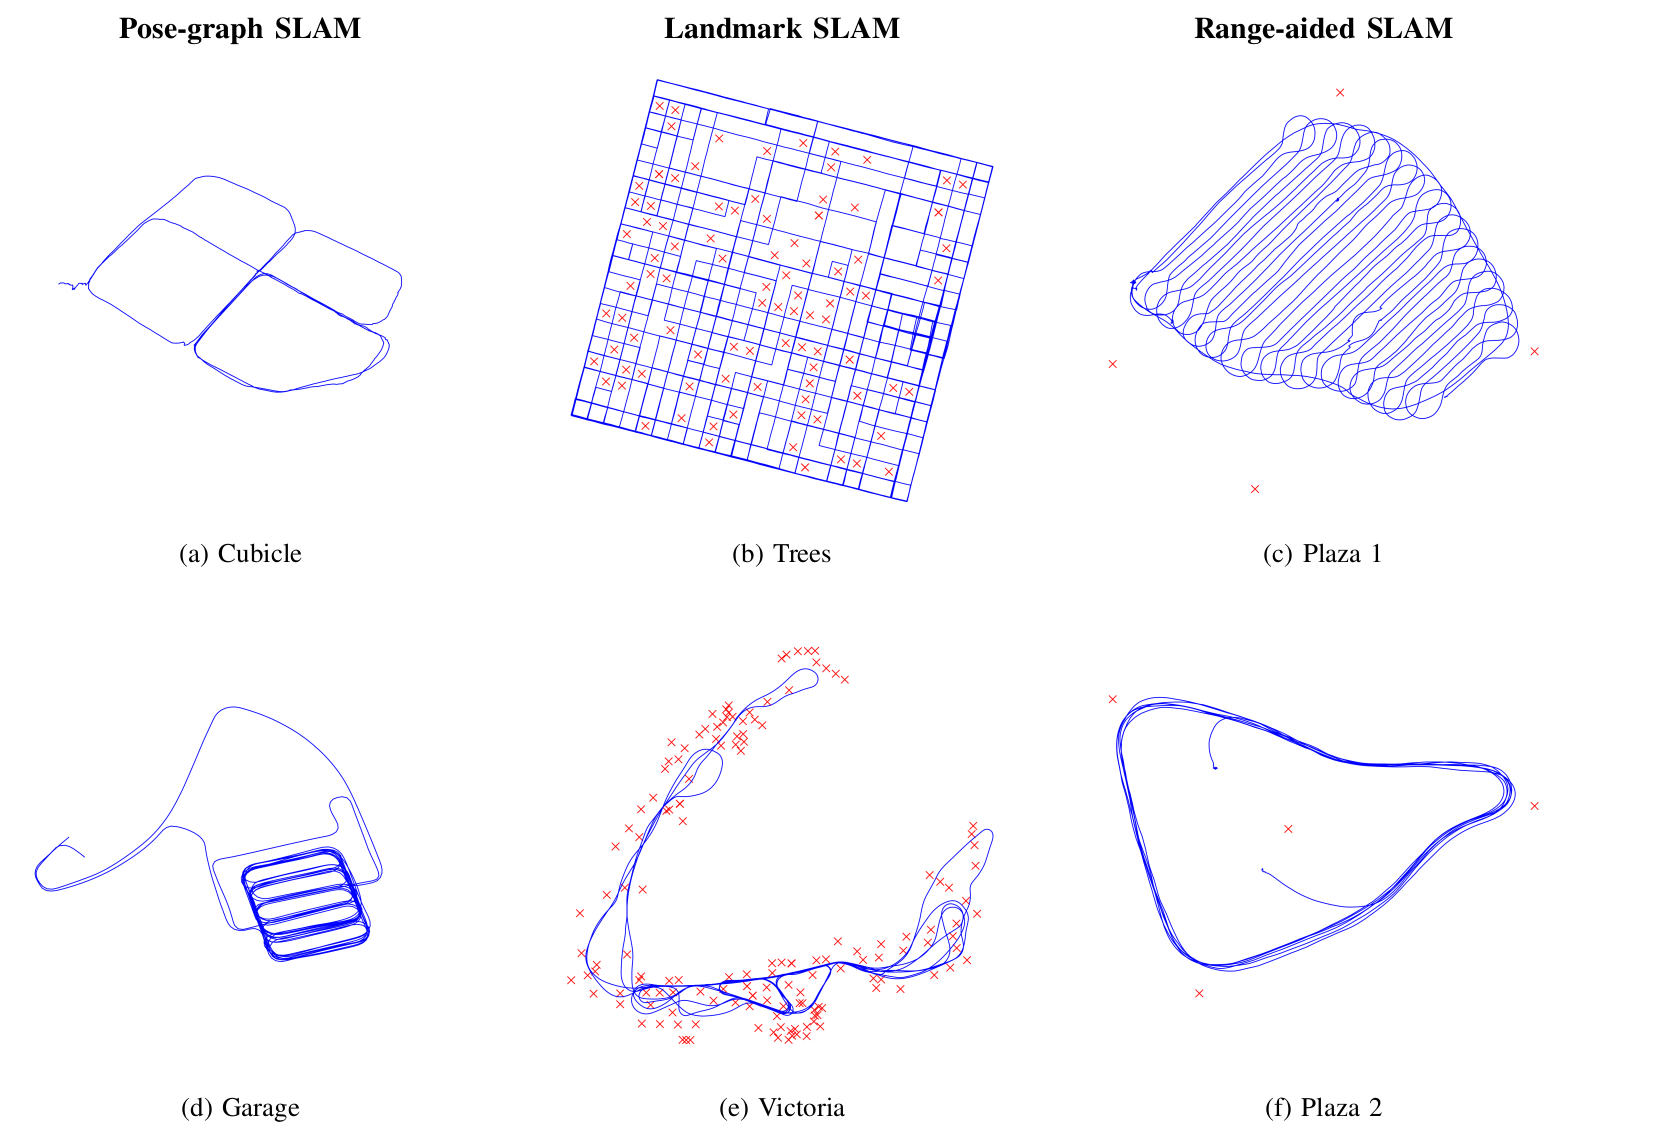 Pose-graph SLAM
Landmark SLAM
Range-aided SLAM
(a) Cubicle
(b) Trees
(c) Plaza 1
(d) Garage
(e) Victoria
(f) Plaza 2